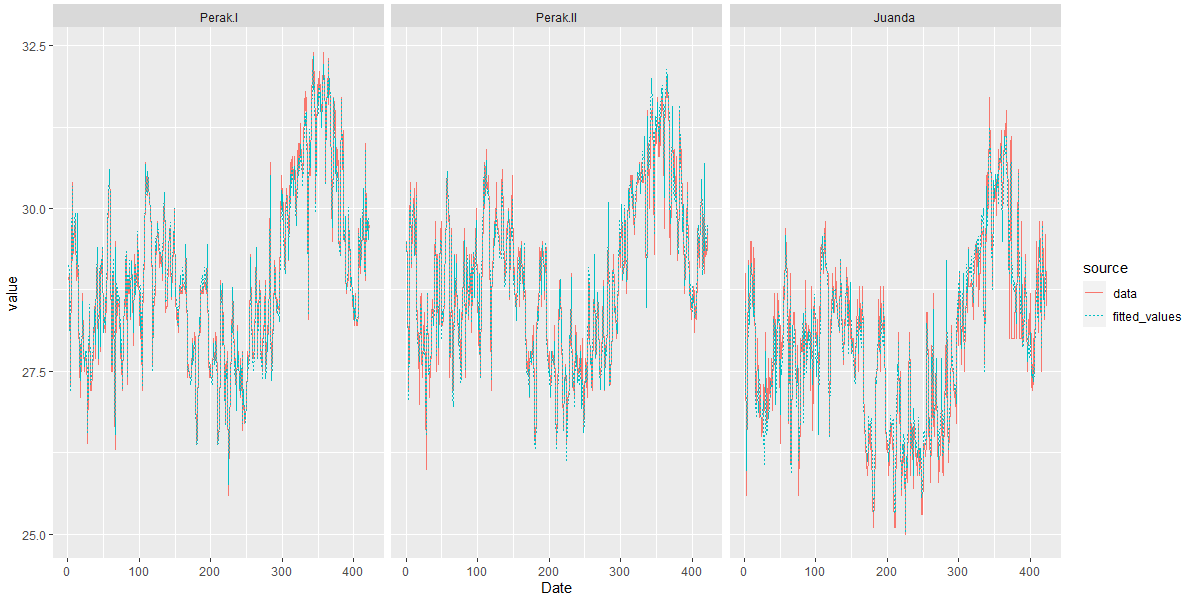 Perak.I Perak.II Juanda
32.5
30.0
27.5
25.0
value
0 100 200 300 400 0 100 200 300 400 0 100 200 300 400
Date
source
data
fitted_values